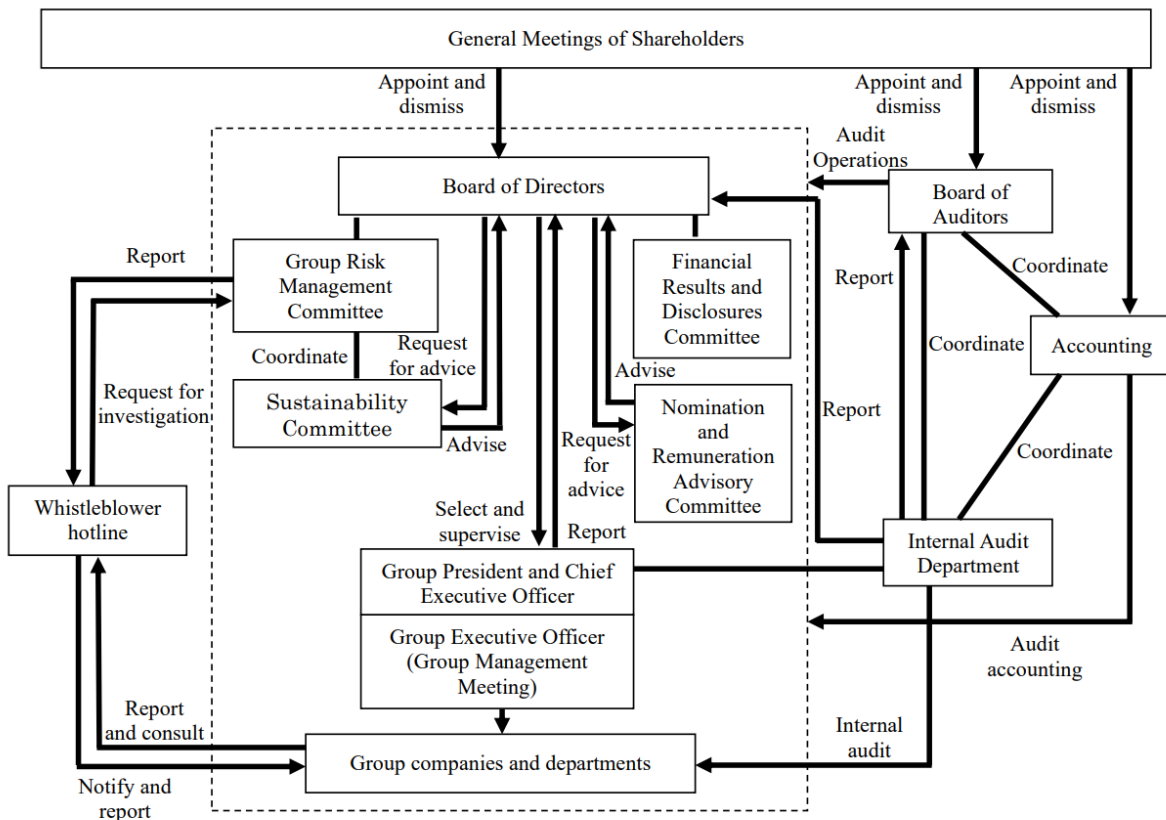 General Meetings of Shareholders
Appoint and
dismiss
Appoint and
dismiss
Appoint and
dismiss
Audit
Operations
Board of Directors
Board of
Auditors
Report
Group Risk
Management
Committee
Financial
Results and
Disclosures
Committee
Report
Coordinate
Coordinate
Accounting
Coordinate
Request
for advice
Advise
Request for
investigation
Sustainability
Committee
Advise
Nomination
and
Remuneration
Advisory
Committee
Request
for
advice
Report
Coordinate
Whistleblower
hotline
Select and
supervise
Report
Internal Audit
Department
Group President and Chief
Executive Officer
Group Executive Officer
(Group Management
Meeting)
Audit
accounting
Report
and consult
Internal
audit
Group companies and departments
Notify and
report